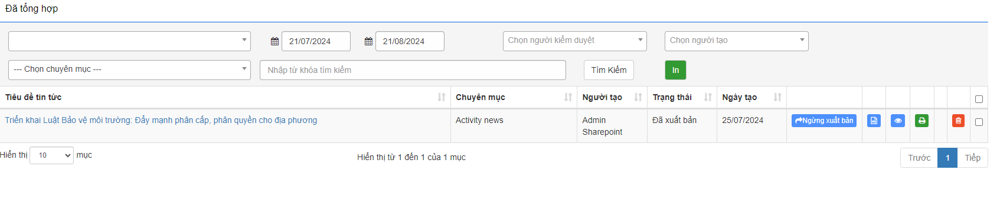 Đã tổng hợp
21/07/2024
21/08/2024
Chọn người kiểm duyệt
Chọn người tạo
--- Chọn chuyên mục ---
Nhập từ khóa tìm kiếm
Tìm Kiếm
In
Tiêu đề tin tức
Chuyên mục
Người tạo
Trạng thái
Ngày tạo
Triển khai Luật Bảo vệ môi trường: Đẩy mạnh phân cấp, phân quyền cho địa phương
Activity news
Admin
Sharepoint
Đã xuất bản
25/07/2024
Ngừng xuất bản
Hiển thị 10 mục
Hiển thị từ 1 đến 1 của 1 mục
Trước
1
Tiếp